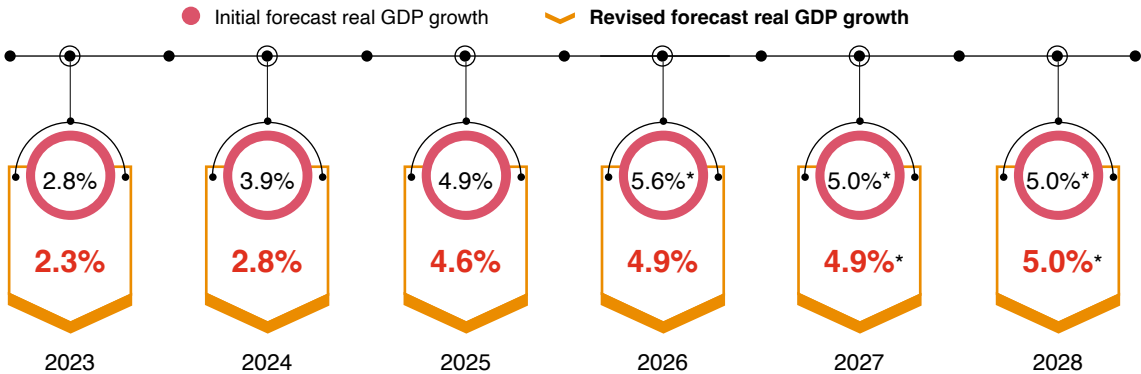 Initial forecast real GDP growth Revised forecast real GDP growth
2.8% 3.9% 4.9% 5.6%* 5.0%* 5.0%*
2.3% 2.8% 4.6% 4.9% 4.9%* 5.0%*
2023 2024 2025 2026 2027 2028